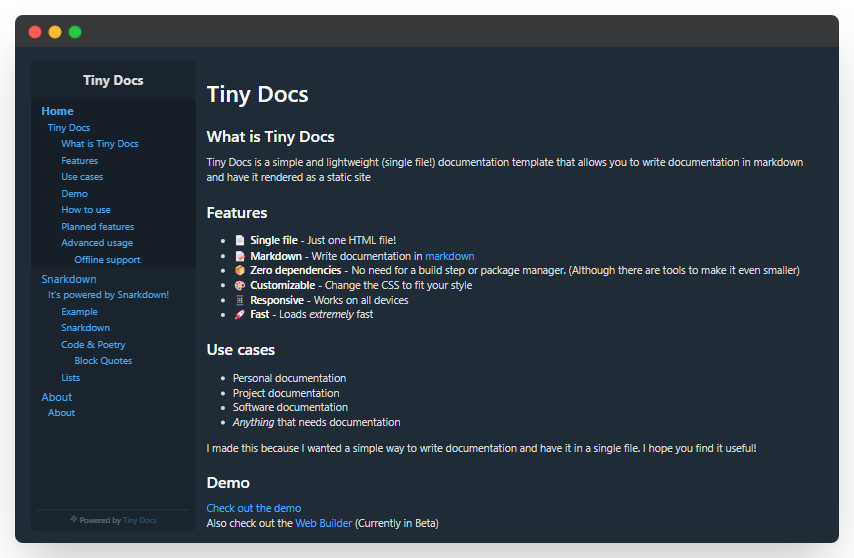 Tiny Docs
Home
Tiny Docs
What is Tiny Docs
Features
Use cases
Demo
How to use
Planned features
Advanced usage
Offline support
Snarkdown
It's powered by Snarkdown!
Example
Snarkdown
Code & Poetry
Block Quotes
Lists
About
About
Powered by Tiny Docs
Tiny Docs
What is Tiny Docs
Tiny Docs is a simple and lightweight (single file!) documentation template that allows you to write documentation in markdown
and have it rendered as a static site
Features
Single file - Just one HTML file!
Markdown - Write documentation in markdown
Zero dependencies - No need for a build step or package manager. (Although there are tools to make it even smaller)
Customizable - Change the CSS to fit your style
Responsive - Works on all devices
Fast - Loads extremely fast
Use cases
Personal documentation
Project documentation
Software documentation
Anything that needs documentation
I made this because I wanted a simple way to write documentation and have it in a single file. I hope you find it useful!
Demo
Check out the demo
Also check out the Web Builder (Currently in Beta)